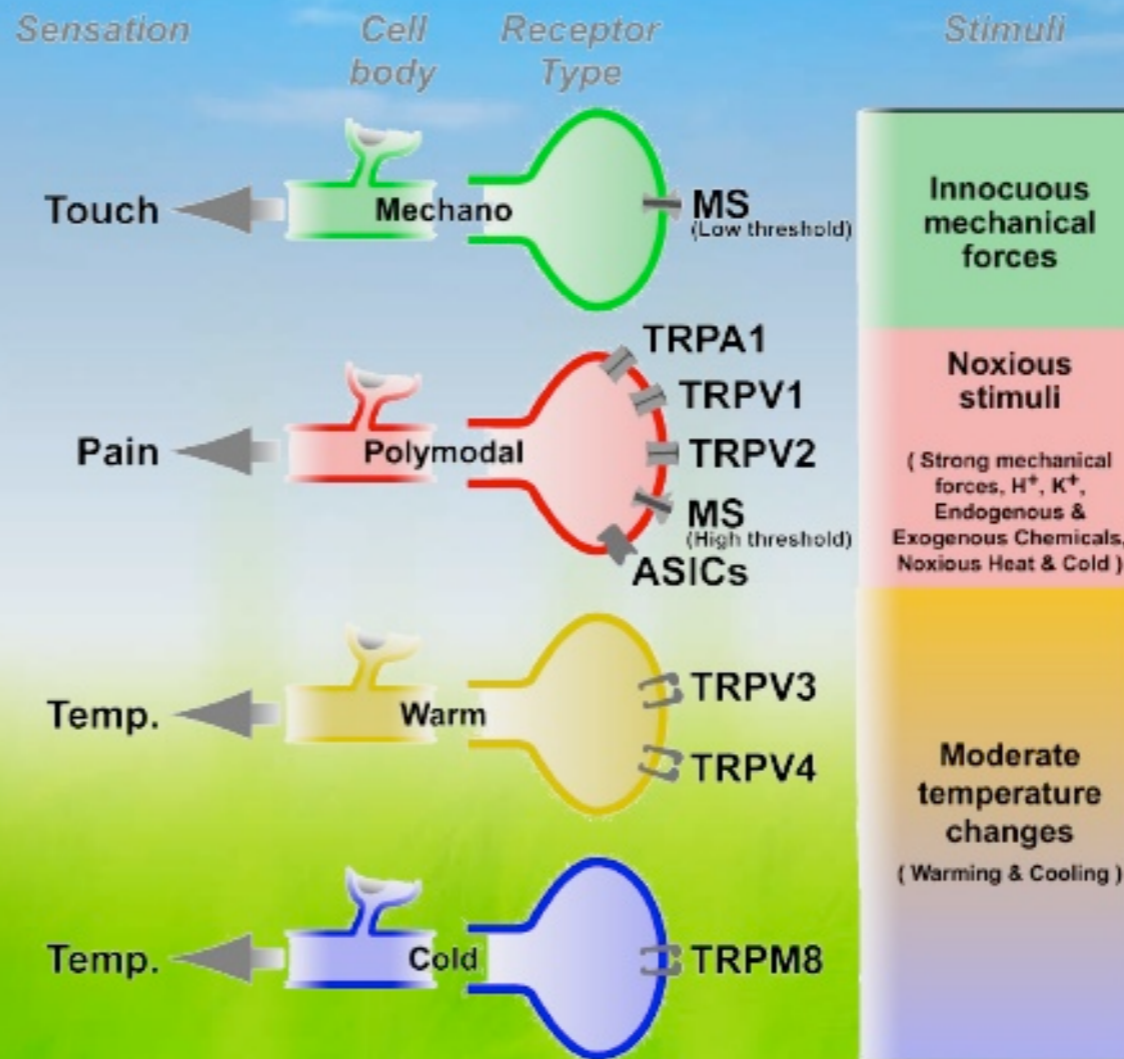 Sensation
Cell
body
Receptor
Type
Stimuli
Touch
Mechano
MS
(Low threshold)
Innocuous
mechanical
forces
Pain
Polymodal
TRPA1
TRPV1
TRPV2
MS
(High threshold)
ASICs
Noxious
stimuli
( Strong mechanical
forces, H⁺, K⁺,
Endogenous &
Exogenous Chemicals,
Noxious Heat & Cold )
Temp.
Warm
TRPV3
TRPV4
Moderate
temperature
changes
( Warming & Cooling )
Temp.
Cold
TRPM8